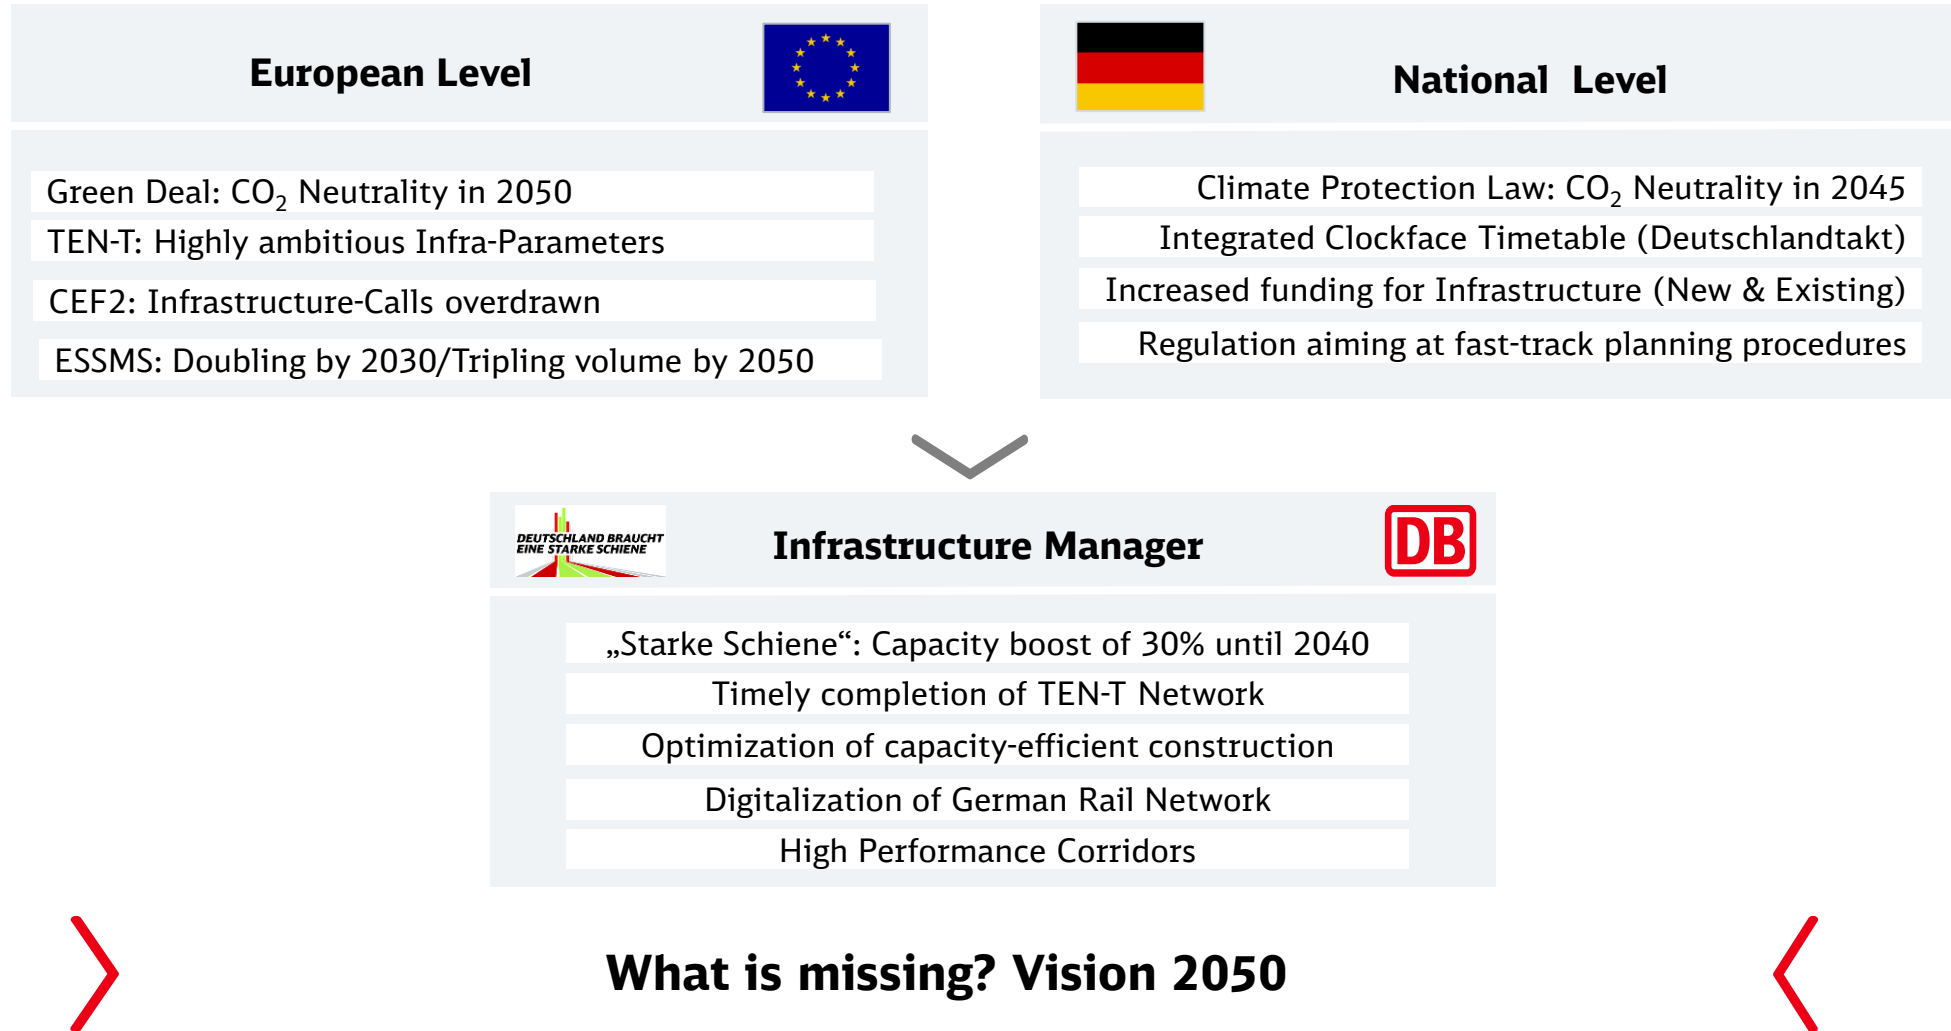 European Level
Green Deal: CO₂ Neutrality in 2050
TEN-T: Highly ambitious Infra-Parameters
CEF2: Infrastructure-Calls overdrawn
ESSMS: Doubling by 2030/Tripling volume by 2050
National Level
Climate Protection Law: CO₂ Neutrality in 2045
Integrated Clockface Timetable (Deutschlandtakt)
Increased funding for Infrastructure (New & Existing)
Regulation aiming at fast-track planning procedures
DEUTSCHLAND BRAUCHT
EINE STARKE SCHIENE
Infrastructure Manager
DB
„Starke Schiene“: Capacity boost of 30% until 2040
Timely completion of TEN-T Network
Optimization of capacity-efficient construction
Digitalization of German Rail Network
High Performance Corridors
What is missing? Vision 2050